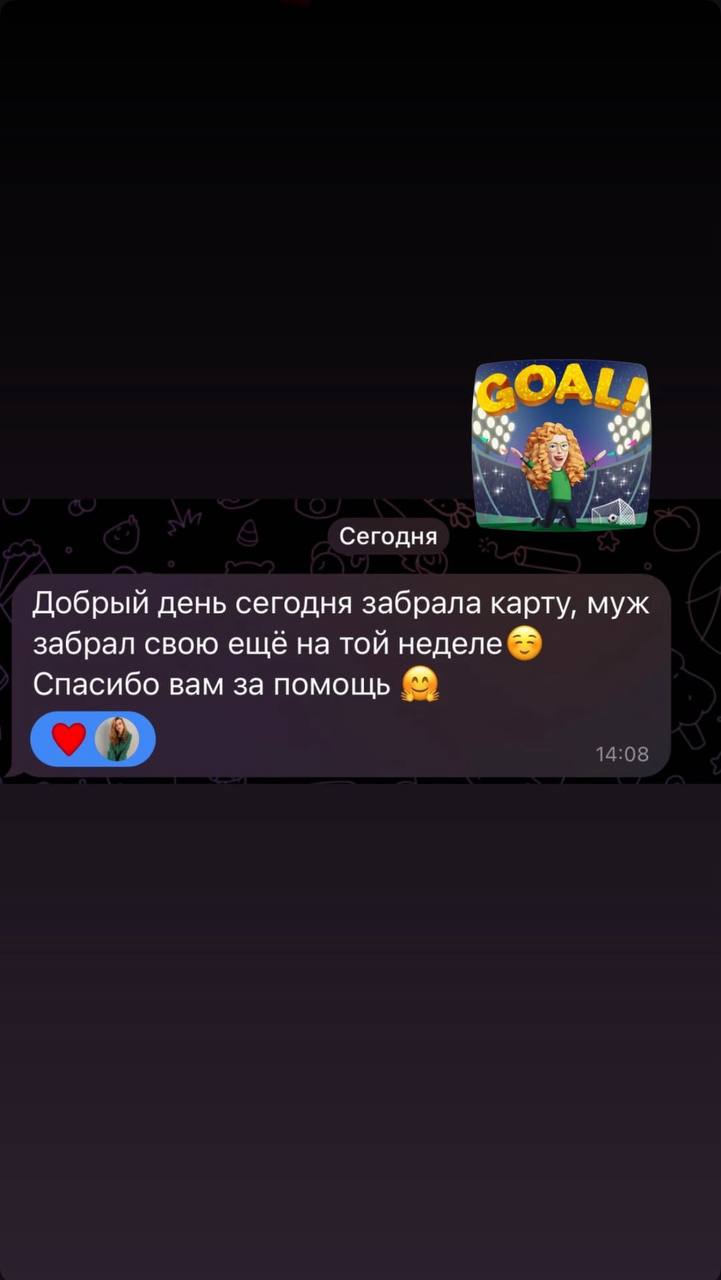 GOAL!
Сегодня
Добрый день сегодня забрала карту, муж
забрал свою ещё на той неделе☺️
Спасибо вам за помощь 🤗
14:08